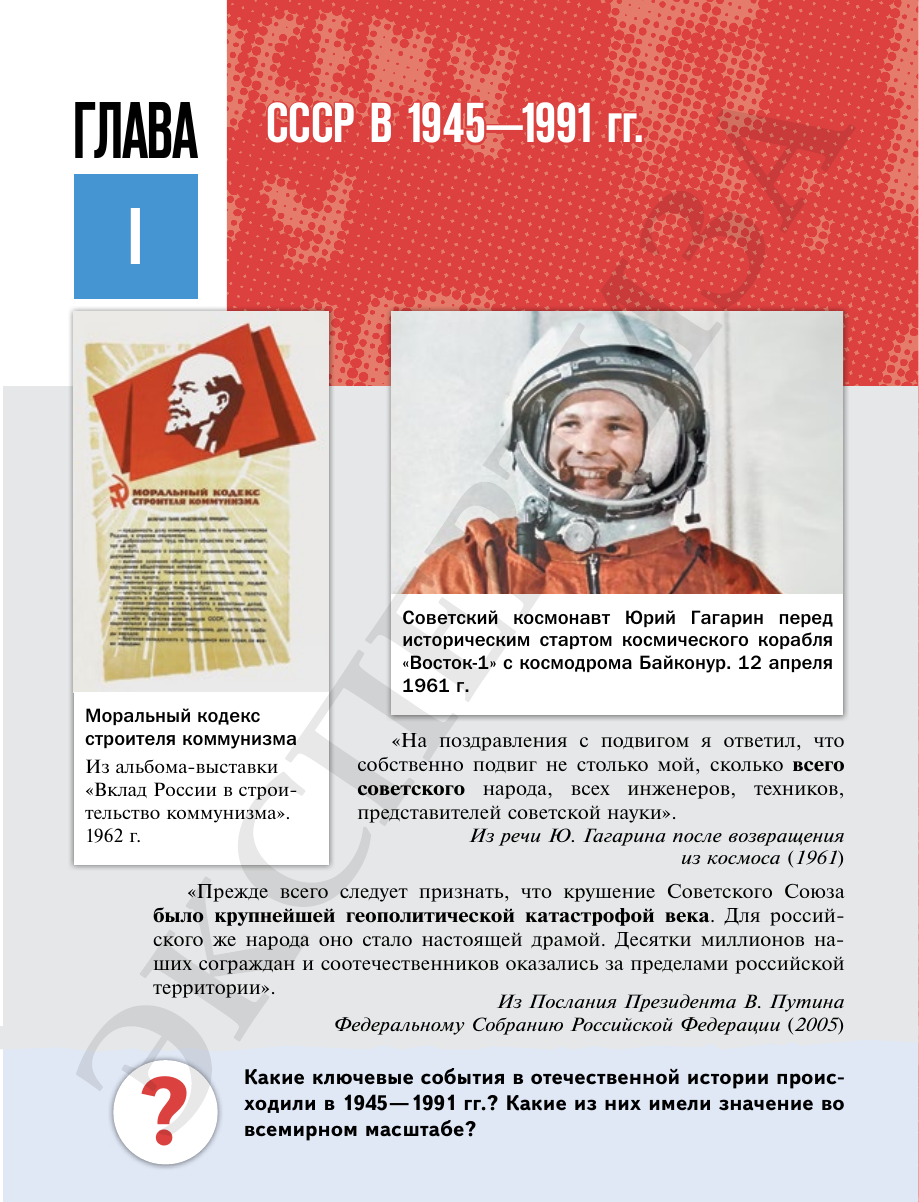 ГЛАВА
I
СССР В 1945—1991 гг.
МОРАЛЬНЫЙ КОДЕКС
СТРОИТЕЛЯ КОММУНИЗМА
Моральный кодекс
строителя коммунизма
Из альбома-выставки
«Вклад России в строи-
тельство коммунизма».
1962 г.
Советский космонавт Юрий Гагарин перед
историческим стартом космического корабля
«Восток-1» с космодрома Байконур. 12 апреля
1961 г.
«На поздравления с подвигом я ответил, что
собственно подвиг не столько мой, сколько всего
советского народа, всех инженеров, техников,
представителей советской науки».
Из речи Ю. Гагарина после возвращения
из космоса (1961)
«Прежде всего следует признать, что крушение Советского Союза
было крупнейшей геополитической катастрофой века. Для россий-
ского же народа оно стало настоящей драмой. Десятки миллионов на-
ших сограждан и соотечественников оказались за пределами российской
территории».
Из Послания Президента В. Путина
Федеральному Собранию Российской Федерации (2005)
?
Какие ключевые события в отечественной истории проис-
ходили в 1945—1991 гг.? Какие из них имели значение во
всемирном масштабе?
ЭКСПЕРТИЗА